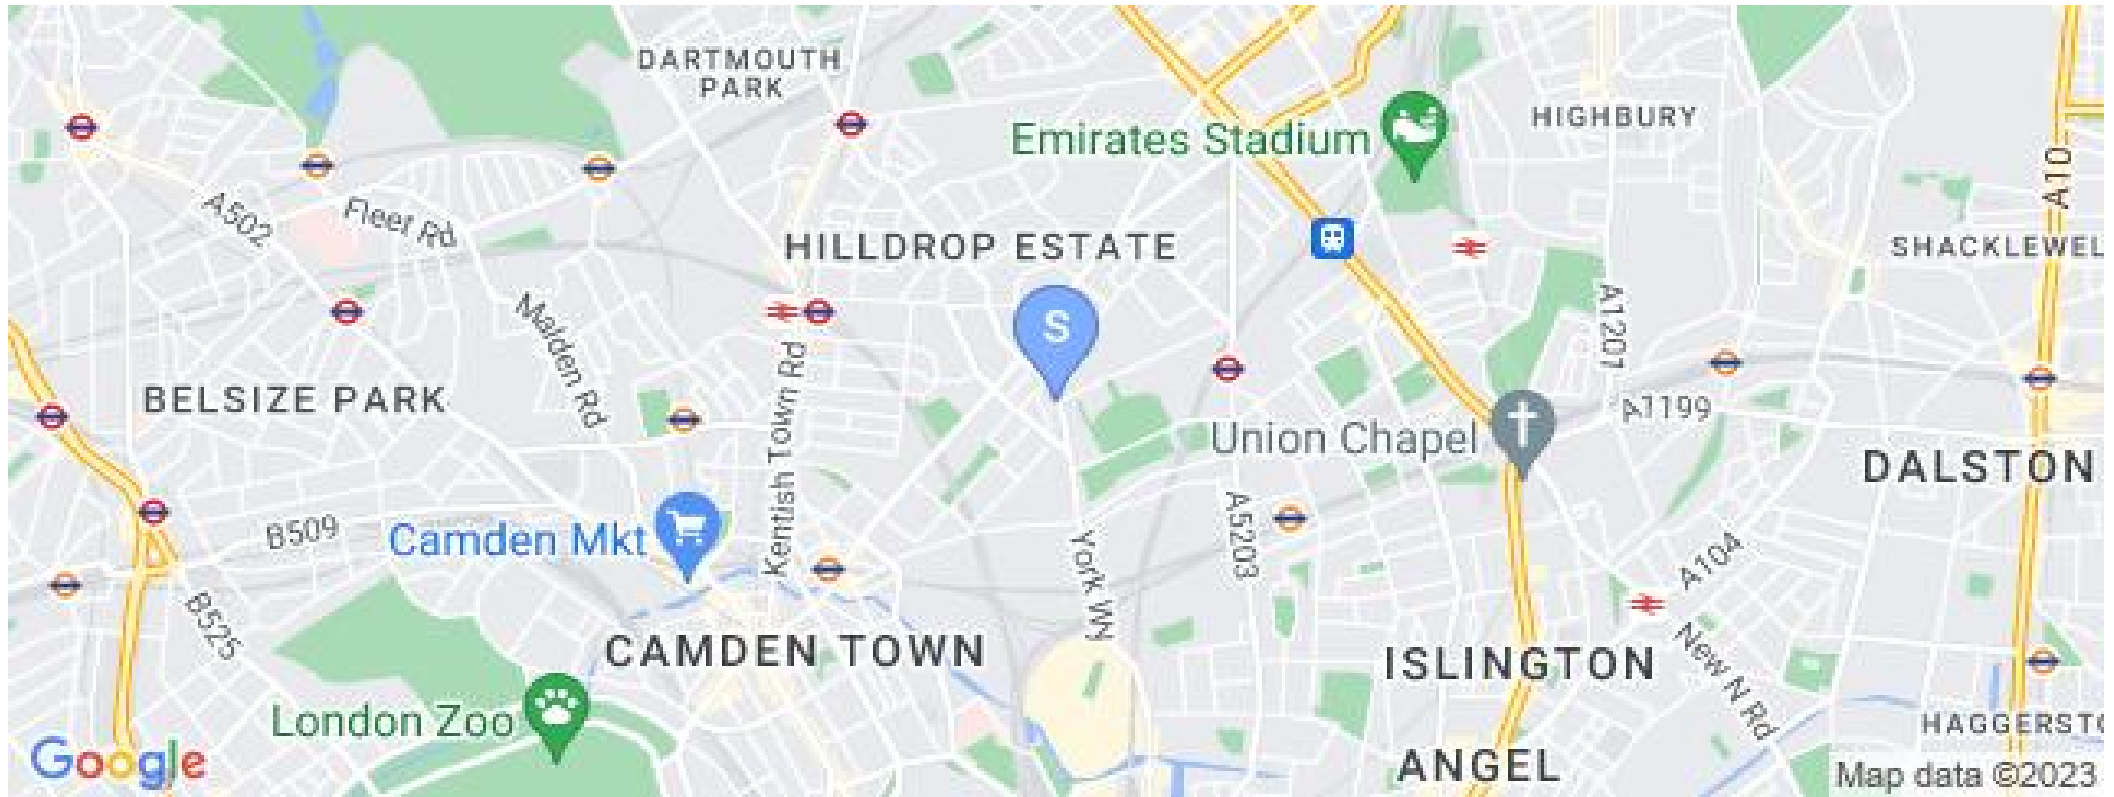 DARTMOUTH
PARK
Emirates Stadium
HIGHBURY
A10
A502
Fleet Rd
HILLDROP ESTATE
SHACKLEWEL
S
Malden Rd
A1201
Kentish Town Rd
BELSIZE PARK
A1199
Union Chapel
DALSTON
B509
Camden Mkt
A5203
York Wy
A104
B525
CAMDEN TOWN
ISLINGTON
New N Rd
London Zoo
HAGGERSTO
Google
ANGEL
Map data ©2023